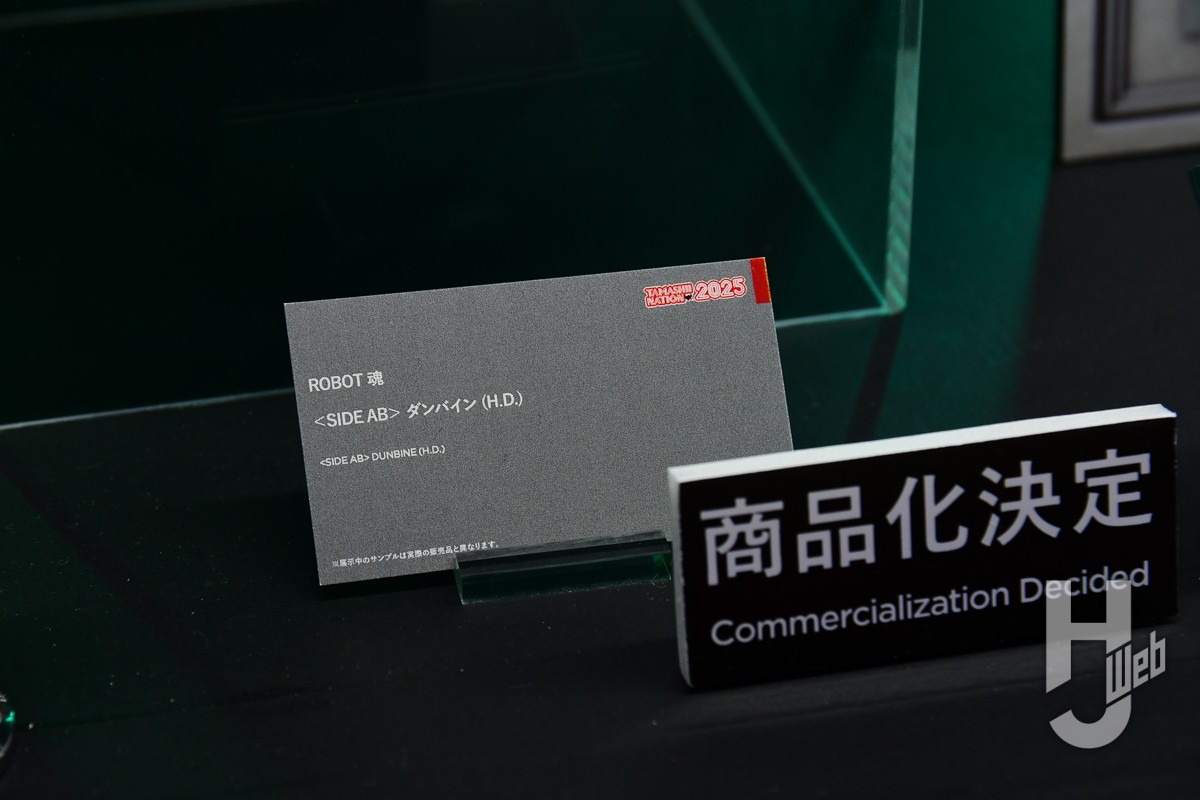 TAMASHII
NATION 2025
ROBOT 魂
<SIDE AB> ダンバイン (H.D.)
<SIDE AB> DUNBINE (H.D.)
※展示中のサンプルは実際の販売品と異なります。
商品化決定
Commercialization Decided
HJ Web